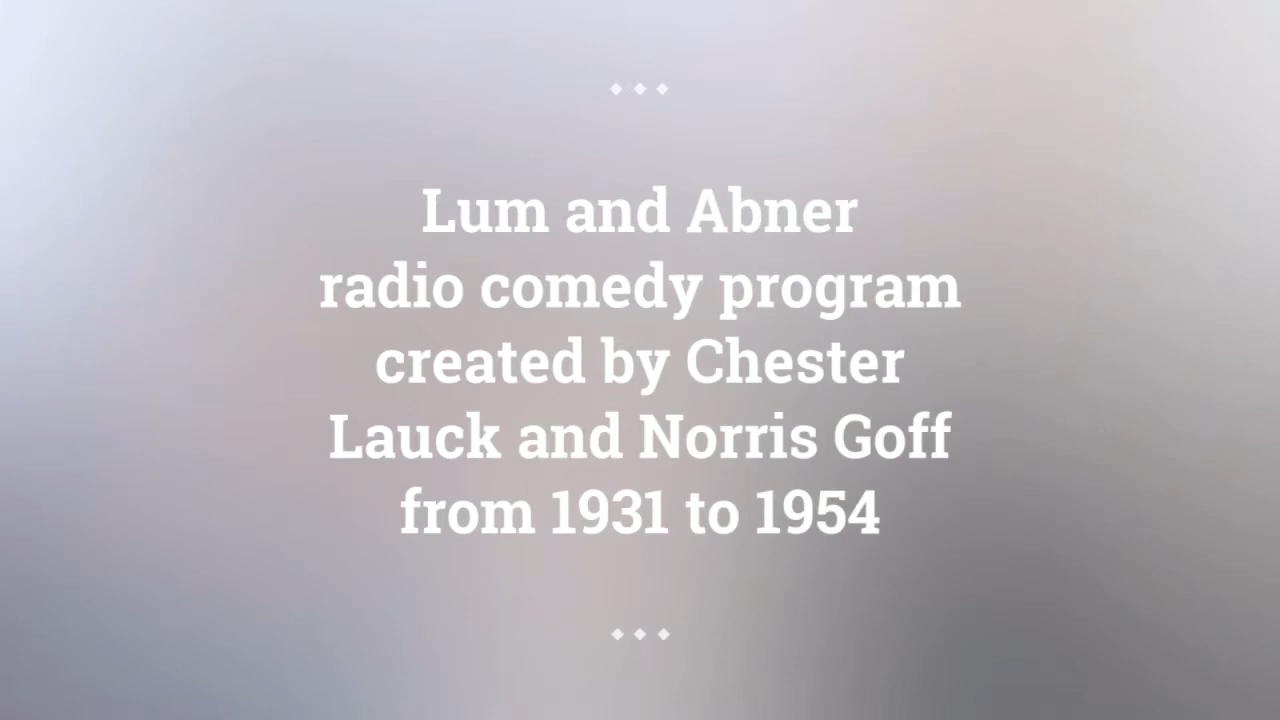 Lum and Abner
radio comedy program
created by Chester
Lauck and Norris Goff
from 1931 to 1954